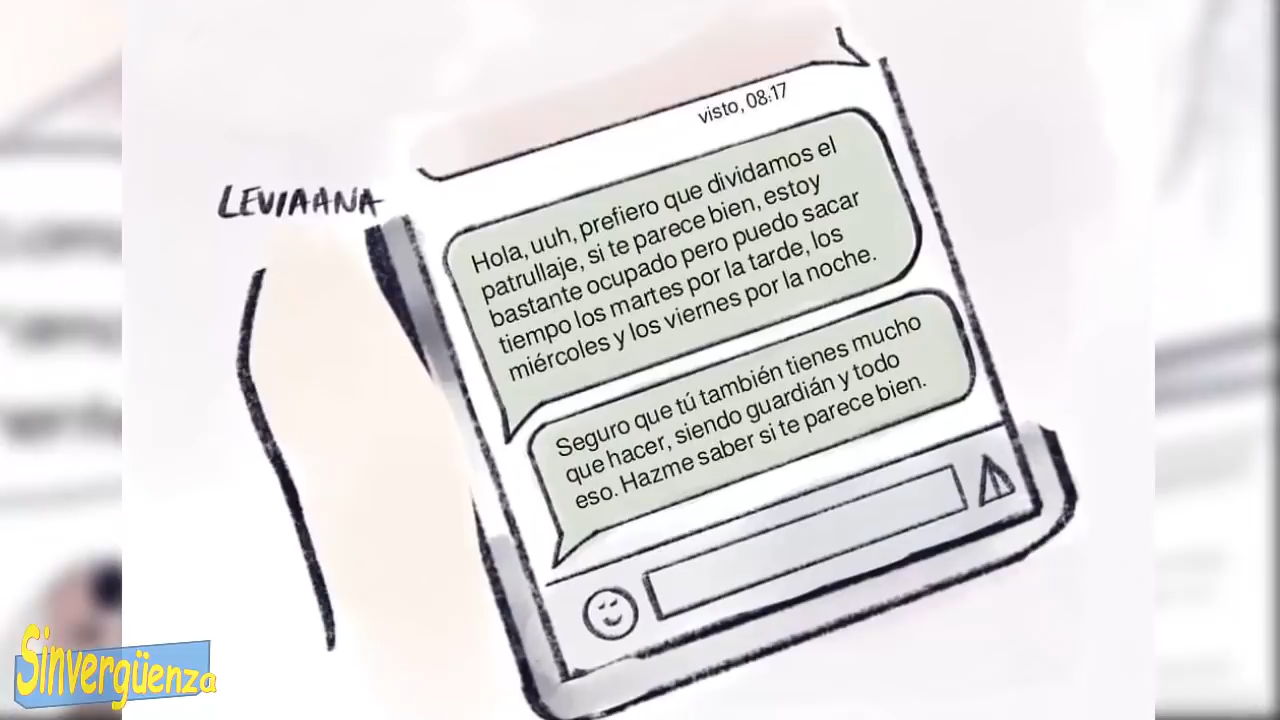 visto, 08:17
LEVIAANA
Hola, uuh, prefiero que dividamos el
patrullaje, si te parece bien, estoy
bastante ocupado pero puedo sacar
tiempo los martes por la tarde, los
miércoles y los viernes por la noche.
Seguro que tú también tienes mucho
que hacer, siendo guardián y todo
eso. Hazme saber si te parece bien.
Sinvergüenza